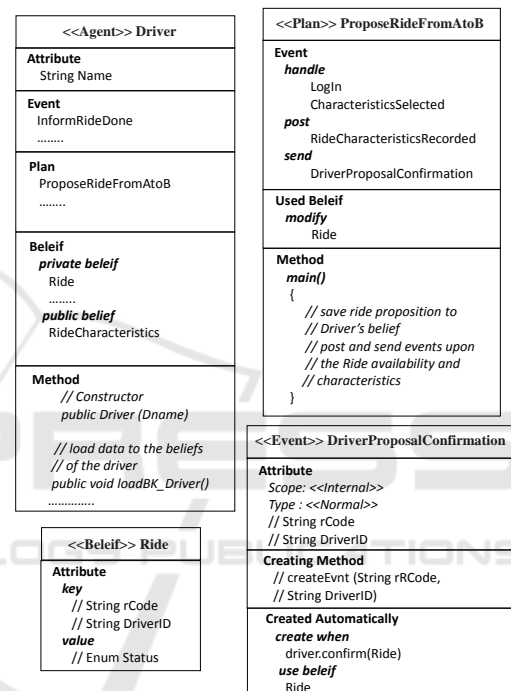 <<Agent>> Driver
Attribute
String Name
Event
InformRideDone
……..
Plan
ProposeRideFromAtoB
……..
Beleif
private beleif
Ride
……..
public belief
RideCharacteristics
Method
// Constructor
public Driver (Dname)
// load data to the beliefs
// of the driver
public void loadBK_Driver()
…………..
<<Beleif>> Ride
Attribute
key
// String rCode
// String DriverID
value
// Enum Status
<<Plan>> ProposeRideFromAtoB
Event
handle
LogIn
CharacteristicsSelected
post
RideCharacteristicsRecorded
send
DriverProposalConfirmation
Used Beleif
modify
Ride
Method
main()
{
// save ride proposition to
// Driver's belief
// post and send events upon
// the Ride availability and
// characteristics
}
<<Event>> DriverProposalConfirmation
Attribute
Scope: <<Internal>>
Type : <<Normal>>
// String rCode
// String DriverID
Creating Method
// createEvnt (String rRCode,
// String DriverID)
Created Automatically
create when
driver.confirm(Ride)
use beleif
Ride